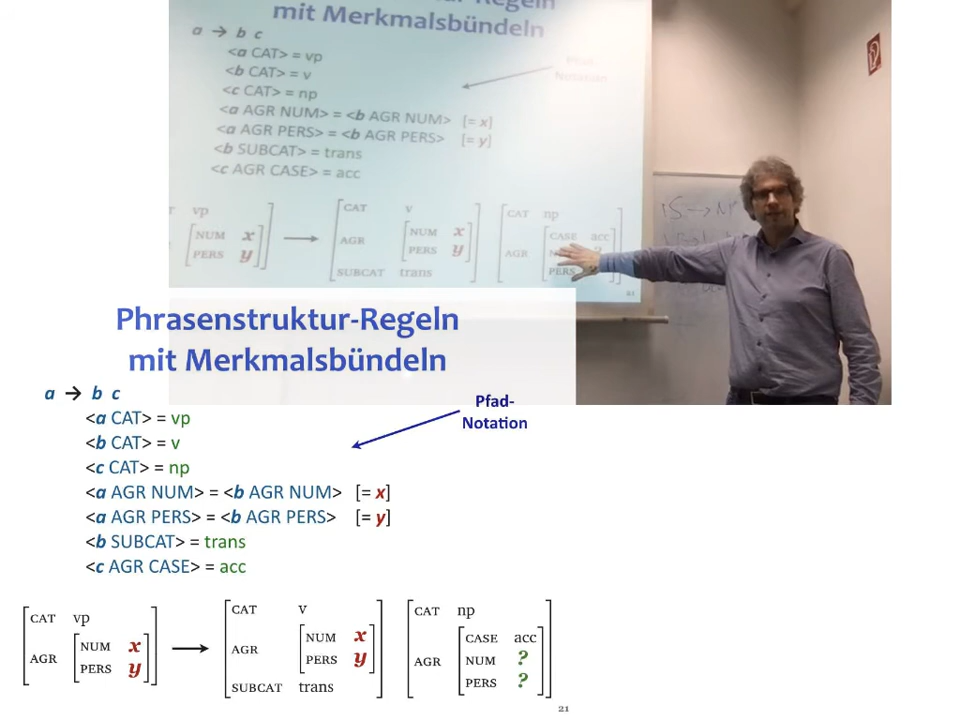 mit Merkmalsbündeln
a → b c
<a CAT> = vp
<b CAT> = v
<c CAT> = np
<a AGR NUM> = <b AGR NUM> [= x]
<a AGR PERS> = <b AGR PERS> [= y]
<b SUBCAT> = trans
<c AGR CASE> = acc
Pfad-
Notation
vp
NUM x
PERS y
CAT v
AGR
NUM x
PERS y
SUBCAT trans
CAT np
AGR
CASE acc
PERS
21
Phrasenstruktur-Regeln
mit Merkmalsbündeln
a → b c
<a CAT> = vp
<b CAT> = v
<c CAT> = np
<a AGR NUM> = <b AGR NUM> [= x]
<a AGR PERS> = <b AGR PERS> [= y]
<b SUBCAT> = trans
<c AGR CASE> = acc
Pfad-
Notation
CAT vp
AGR
NUM x
PERS y
→
CAT v
AGR
NUM x
PERS y
SUBCAT trans
CAT np
AGR
CASE acc
NUM ?
PERS ?
21